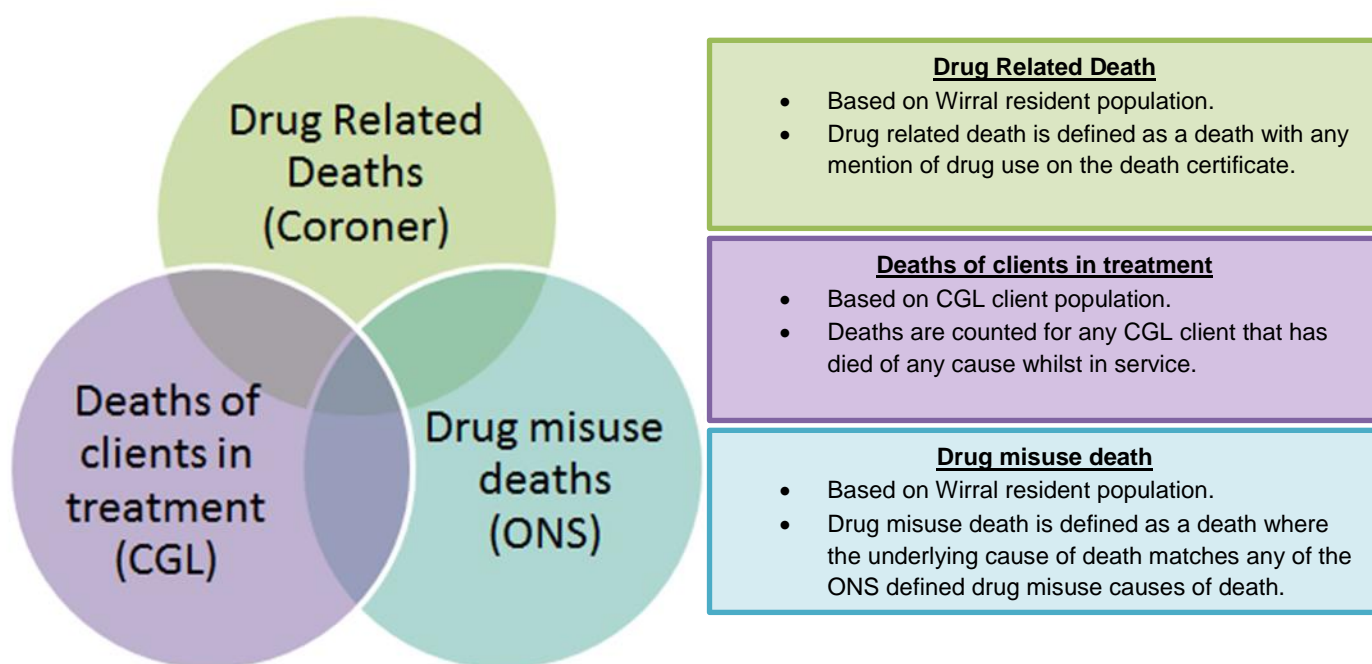 Drug Related
Deaths
(Coroner)
Deaths of
clients in
treatment
(CGL)
Drug misuse
deaths
(ONS)
Drug Related Death
• Based on Wirral resident population.
• Drug related death is defined as a death with any
mention of drug use on the death certificate.
Deaths of clients in treatment
• Based on CGL client population.
• Deaths are counted for any CGL client that has
died of any cause whilst in service.
Drug misuse death
• Based on Wirral resident population.
• Drug misuse death is defined as a death where
the underlying cause of death matches any of the
ONS defined drug misuse causes of death.